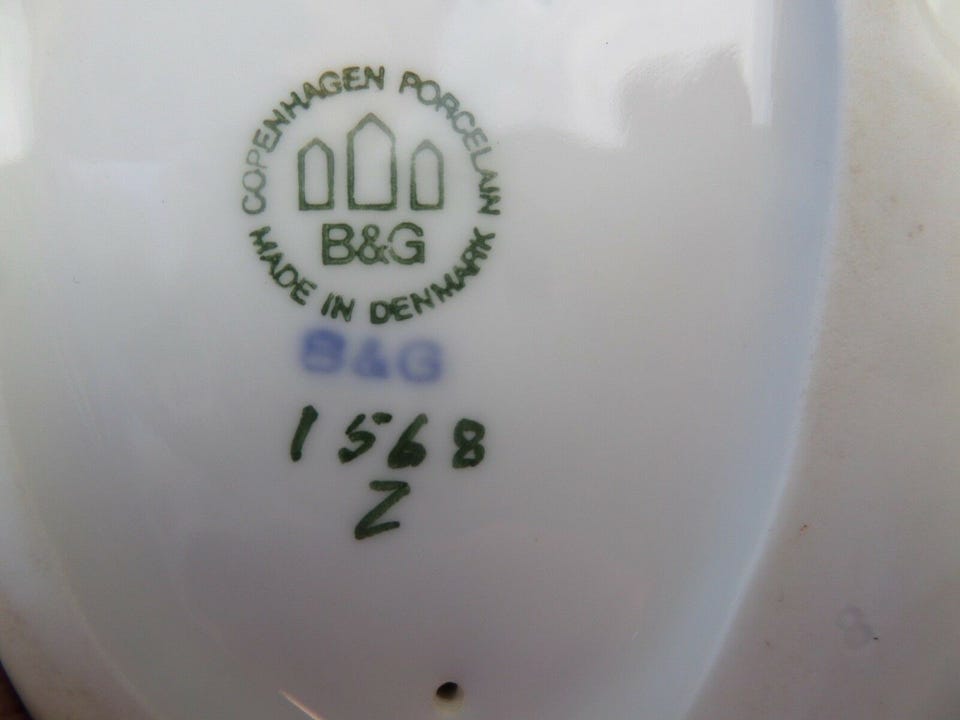 COPENHAGEN PORCELAIN
B&G
MADE IN DENMARK
B&G
1568
Z